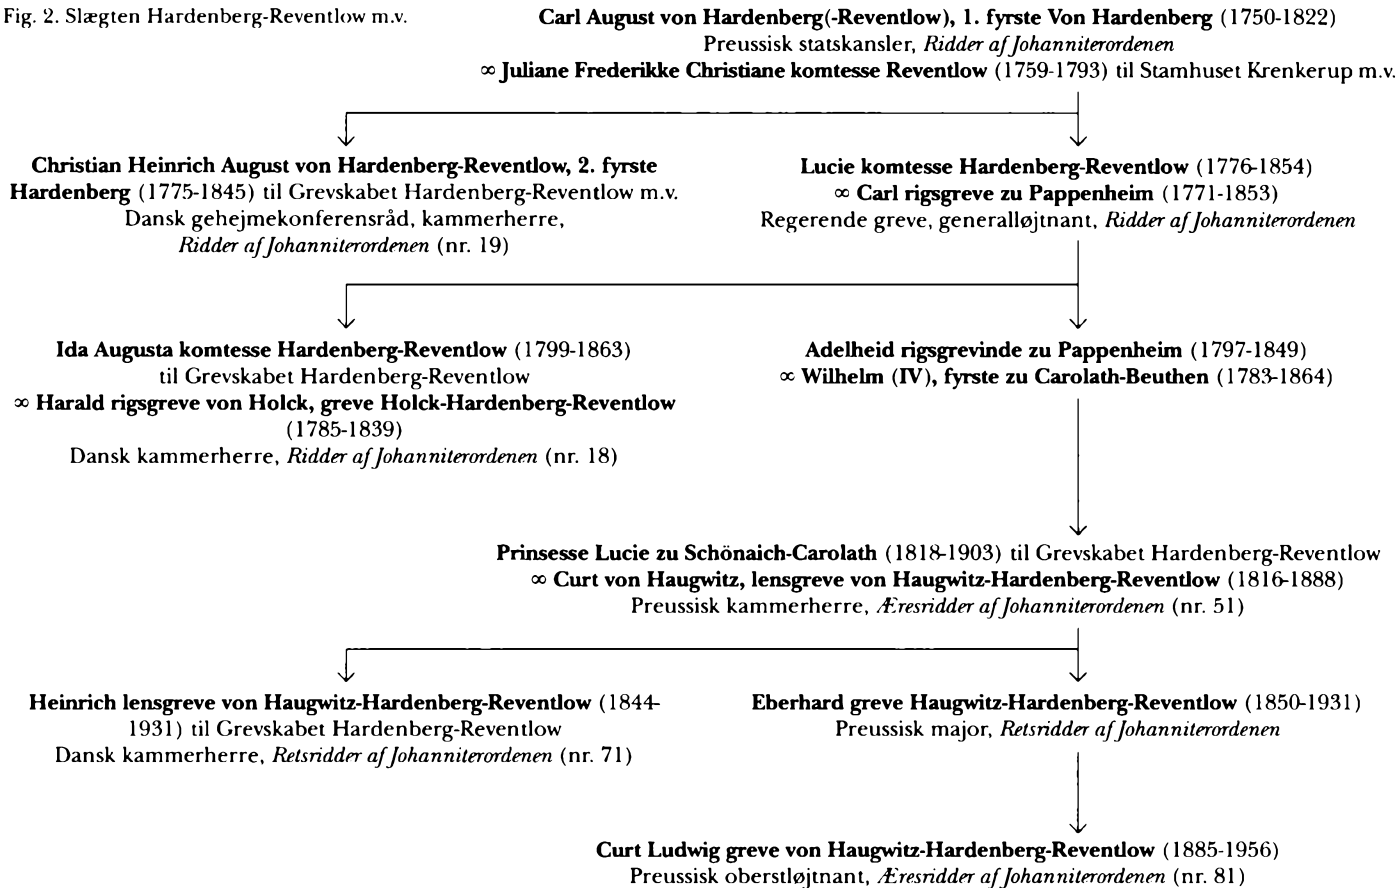 Fig. 2. Slægten Hardenberg-Reventlow m.v.
Carl August von Hardenberg(-Reventlow), 1. fyrste Von Hardenberg (1750-1822)
Preussisk statskansler, Ridder af Johanniterordenen
∞ Juliane Frederikke Christiane komtesse Reventlow (1759-1793) til Stamhuset Krenkerup m.v.
Christian Heinrich August von Hardenberg-Reventlow, 2. fyrste
Hardenberg (1775-1845) til Grevskabet Hardenberg-Reventlow m.v.
Dansk gehejmekonferensråd, kammerherre,
Ridder af Johanniterordenen (nr. 19)
Lucie komtesse Hardenberg-Reventlow (1776-1854)
∞ Carl rigsgreve zu Pappenheim (1771-1853)
Regerende greve, generalløjtnant, Ridder af Johanniterordenen
Ida Augusta komtesse Hardenberg-Reventlow (1799-1863)
til Grevskabet Hardenberg-Reventlow
∞ Harald rigsgreve von Holck, greve Holck-Hardenberg-Reventlow
(1785-1839)
Dansk kammerherre, Ridder af Johanniterordenen (nr. 18)
Adelheid rigsgrevinde zu Pappenheim (1797-1849)
∞ Wilhelm (IV), fyrste zu Carolath-Beuthen (1783-1864)
Prinsesse Lucie zu Schönaich-Carolath (1818-1903) til Grevskabet Hardenberg-Reventlow
∞ Curt von Haugwitz, lensgreve von Haugwitz-Hardenberg-Reventlow (1816-1888)
Preussisk kammerherre, Æresridder af Johanniterordenen (nr. 51)
Heinrich lensgreve von Haugwitz-Hardenberg-Reventlow (1844-
1931) til Grevskabet Hardenberg-Reventlow
Dansk kammerherre, Retsridder af Johanniterordenen (nr. 71)
Eberhard greve Haugwitz-Hardenberg-Reventlow (1850-1931)
Preussisk major, Retsridder af Johanniterordenen
Curt Ludwig greve von Haugwitz-Hardenberg-Reventlow (1885-1956)
Preussisk oberstløjtnant, Æresridder af Johanniterordenen (nr. 81)